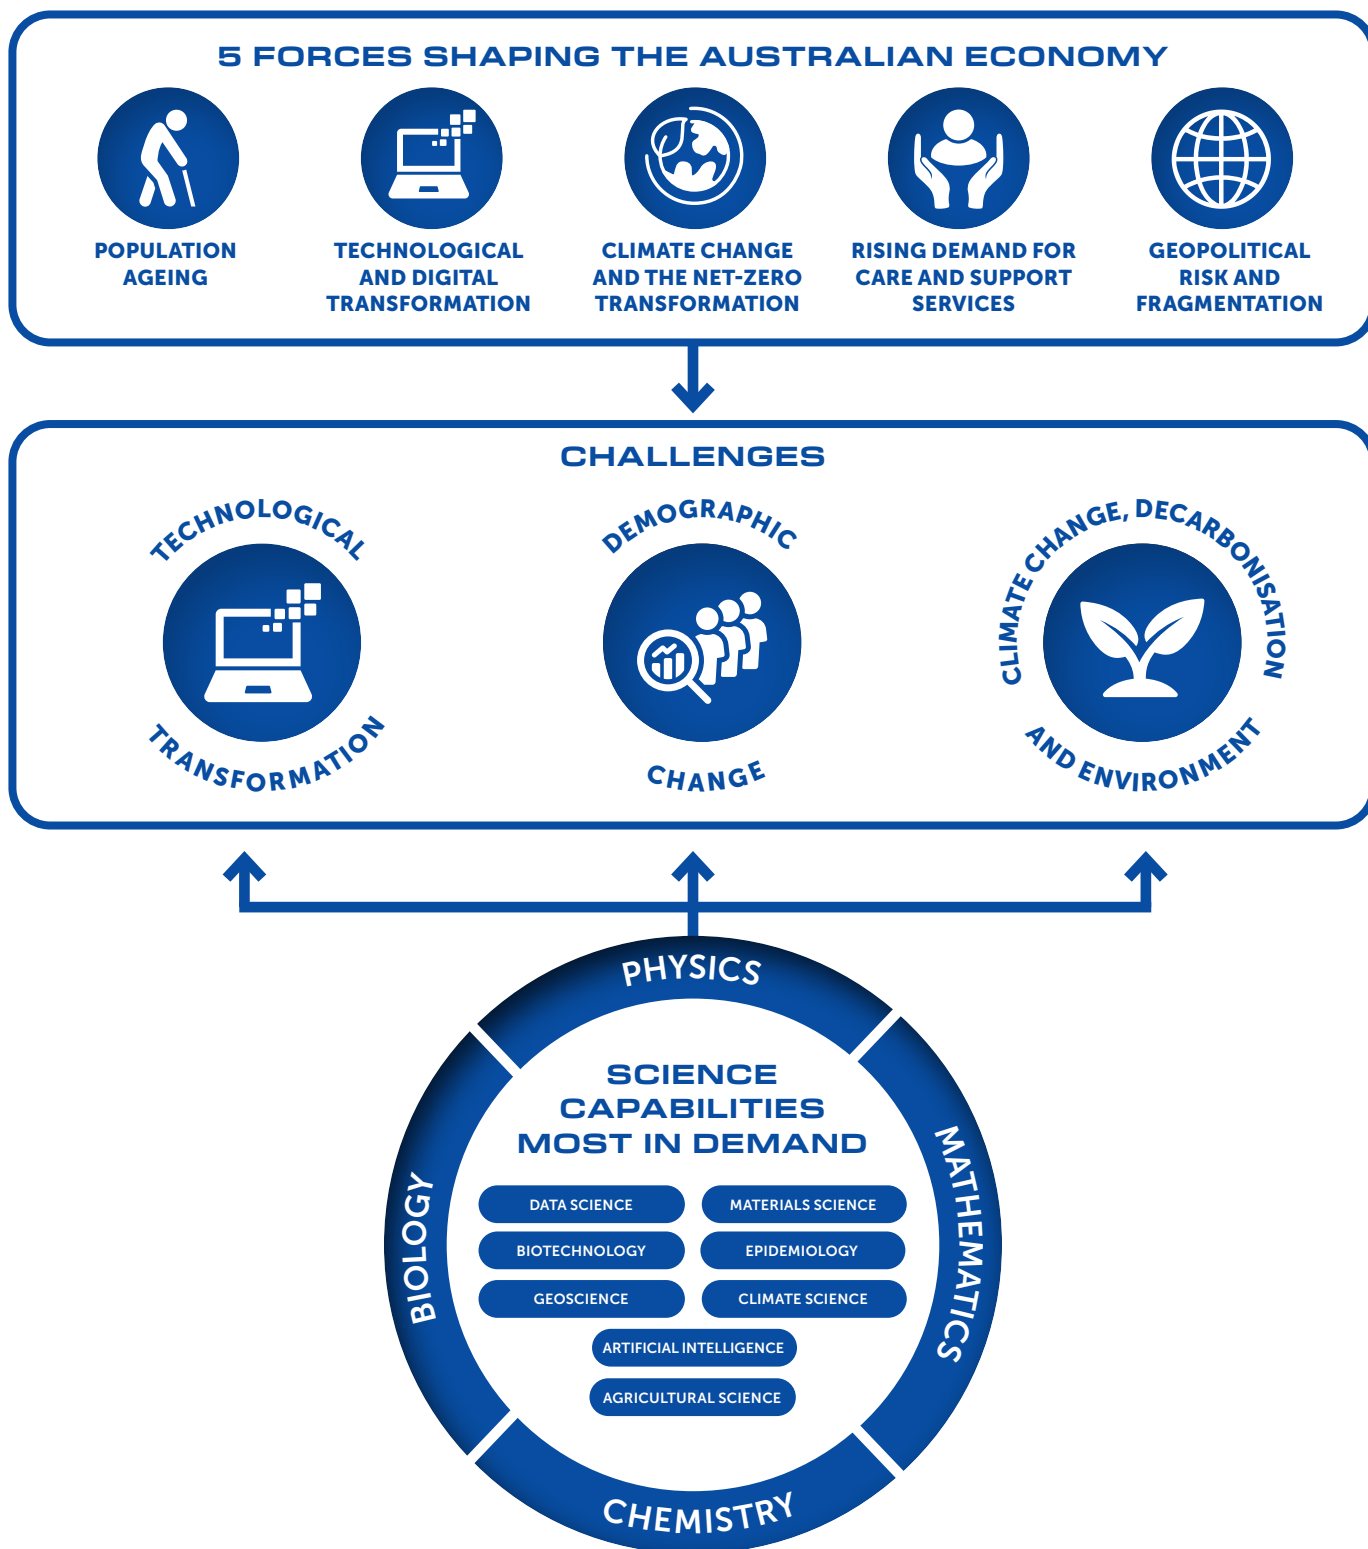 5 FORCES SHAPING THE AUSTRALIAN ECONOMY
POPULATION
AGEING
TECHNOLOGICAL
AND DIGITAL
TRANSFORMATION
CLIMATE CHANGE
AND THE NET-ZERO
TRANSFORMATION
RISING DEMAND FOR
CARE AND SUPPORT
SERVICES
GEOPOLITICAL
RISK AND
FRAGMENTATION
CHALLENGES
TECHNOLOGICAL
TRANSFORMATION
DEMOGRAPHIC
CHANGE
CLIMATE CHANGE, DECARBONISATION
AND ENVIRONMENT
PHYSICS
SCIENCE
CAPABILITIES
MOST IN DEMAND
DATA SCIENCE
MATERIALS SCIENCE
BIOTECHNOLOGY
EPIDEMIOLOGY
GEOSCIENCE
CLIMATE SCIENCE
ARTIFICIAL INTELLIGENCE
AGRICULTURAL SCIENCE
BIOLOGY
MATHEMATICS
CHEMISTRY